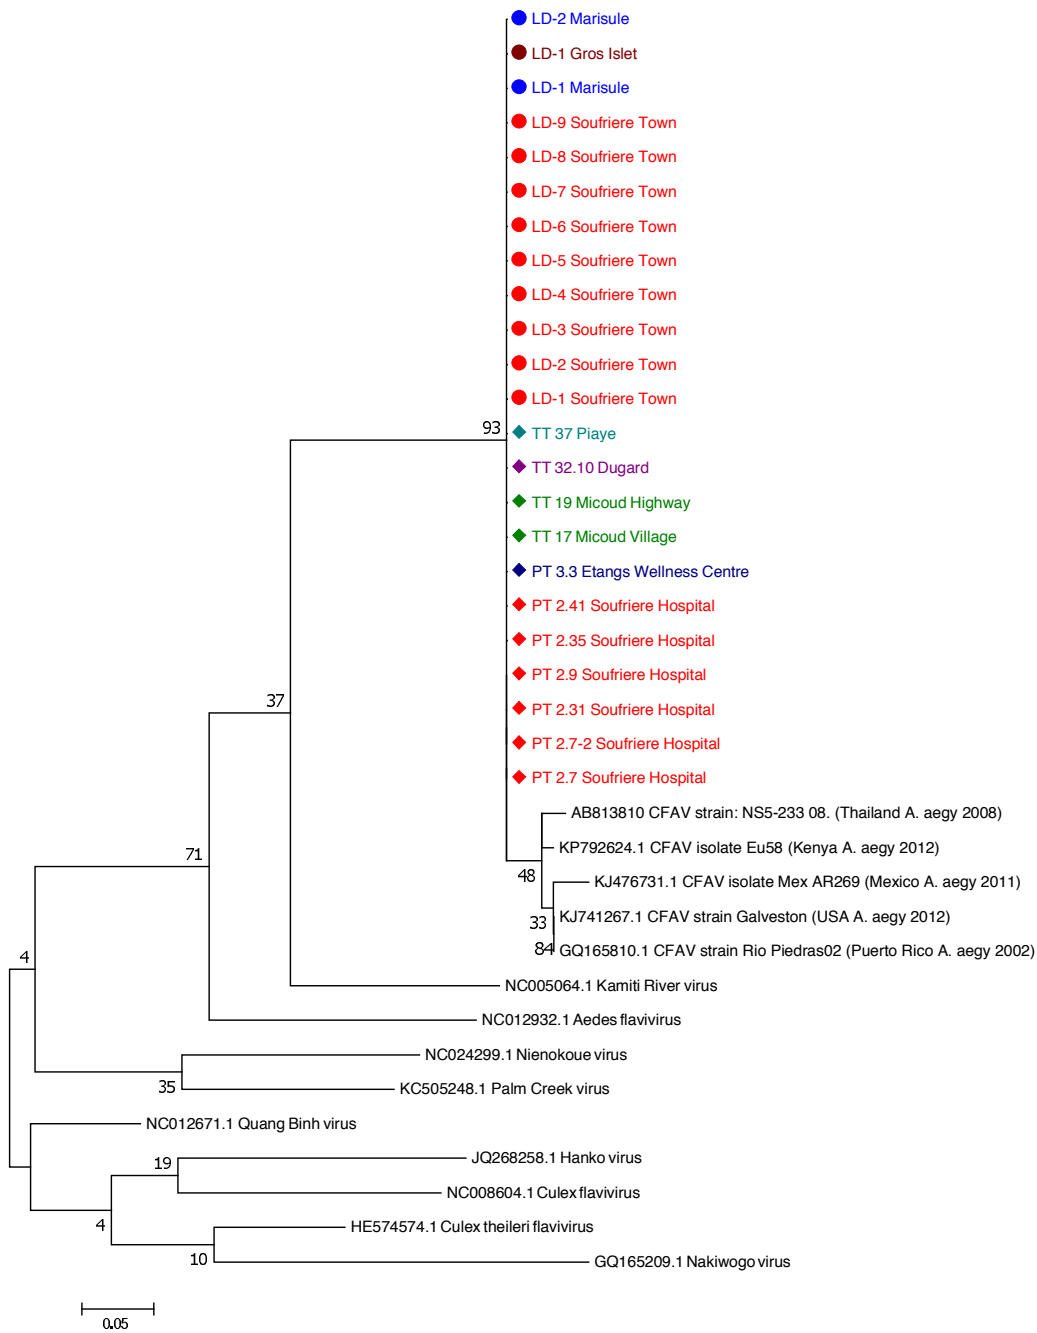 LD-2 Marisule
LD-1 Gros Islet
LD-1 Marisule
LD-9 Soufriere Town
LD-8 Soufriere Town
LD-7 Soufriere Town
LD-6 Soufriere Town
LD-5 Soufriere Town
LD-4 Soufriere Town
LD-3 Soufriere Town
LD-2 Soufriere Town
LD-1 Soufriere Town
93
TT 37 Piaye
TT 32.10 Dugard
TT 19 Micoud Highway
TT 17 Micoud Village
PT 3.3 Etangs Wellness Centre
PT 2.41 Soufriere Hospital
PT 2.35 Soufriere Hospital
PT 2.9 Soufriere Hospital
37
PT 2.31 Soufriere Hospital
PT 2.7-2 Soufriere Hospital
PT 2.7 Soufriere Hospital
AB813810 CFAV strain: NS5-233 08. (Thailand A. aegy 2008)
71
KP792624.1 CFAV isolate Eu58 (Kenya A. aegy 2012)
48
KJ476731.1 CFAV isolate Mex AR269 (Mexico A. aegy 2011)
33
KJ741267.1 CFAV strain Galveston (USA A. aegy 2012)
84
GQ165810.1 CFAV strain Rio Piedras02 (Puerto Rico A. aegy 2002)
4
NC005064.1 Kamiti River virus
NC012932.1 Aedes flavivirus
NC024299.1 Nienokoue virus
35
KC505248.1 Palm Creek virus
NC012671.1 Quang Binh virus
19
JQ268258.1 Hanko virus
NC008604.1 Culex flavivirus
4
HE574574.1 Culex theileri flavivirus
10
GQ165209.1 Nakiwogo virus
0.05